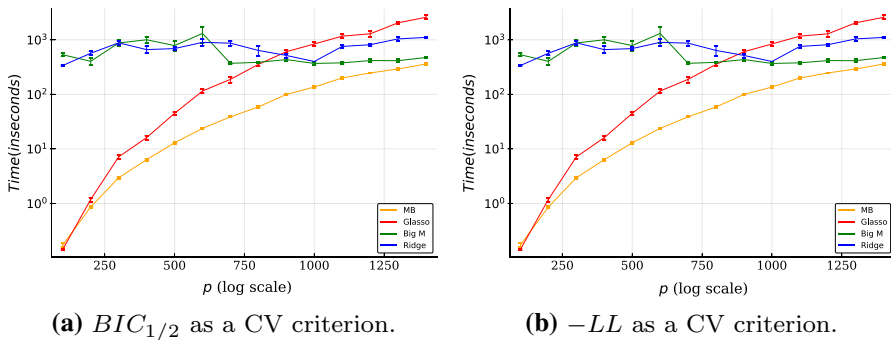 10³ 10³
10² 10²
10¹ 10¹
10⁰ 10⁰
Time(inseconds) Time(inseconds)
MB MB
Glasso Glasso
Big M Big M
Ridge Ridge
250 500 750 1000 1250 250 500 750 1000 1250
p (log scale) p (log scale)
(a) BIC₁/₂ as a CV criterion. (b) −LL as a CV criterion.